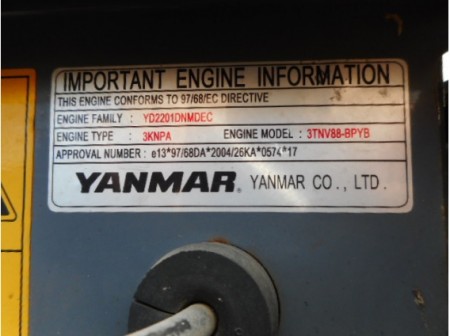 IMPORTANT ENGINE INFORMATION
THIS ENGINE CONFORMS TO 97/68/EC DIRECTIVE
ENGINE FAMILY : YD2201DNMDEC
ENGINE TYPE : 3KNPA ENGINE MODEL : 3TNV88-BPYB
APPROVAL NUMBER : e13*97/68DA*2004/26KA*0574*17
YANMAR® YANMAR CO., LTD.